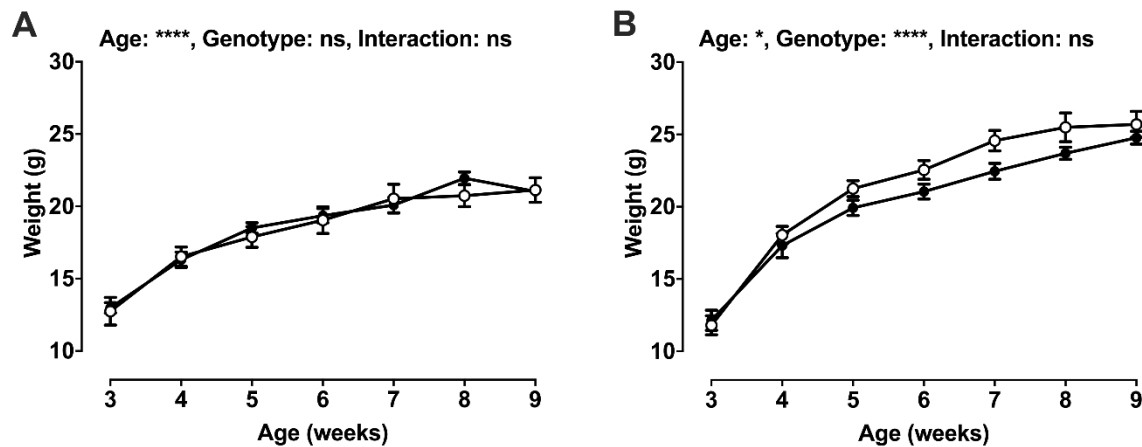 A
Age: ****, Genotype: ns, Interaction: ns
30
25
20
15
10
Weight (g)
3 4 5 6 7 8 9
Age (weeks)
B
Age: *, Genotype: ****, Interaction: ns
30
25
20
15
10
Weight (g)
3 4 5 6 7 8 9
Age (weeks)